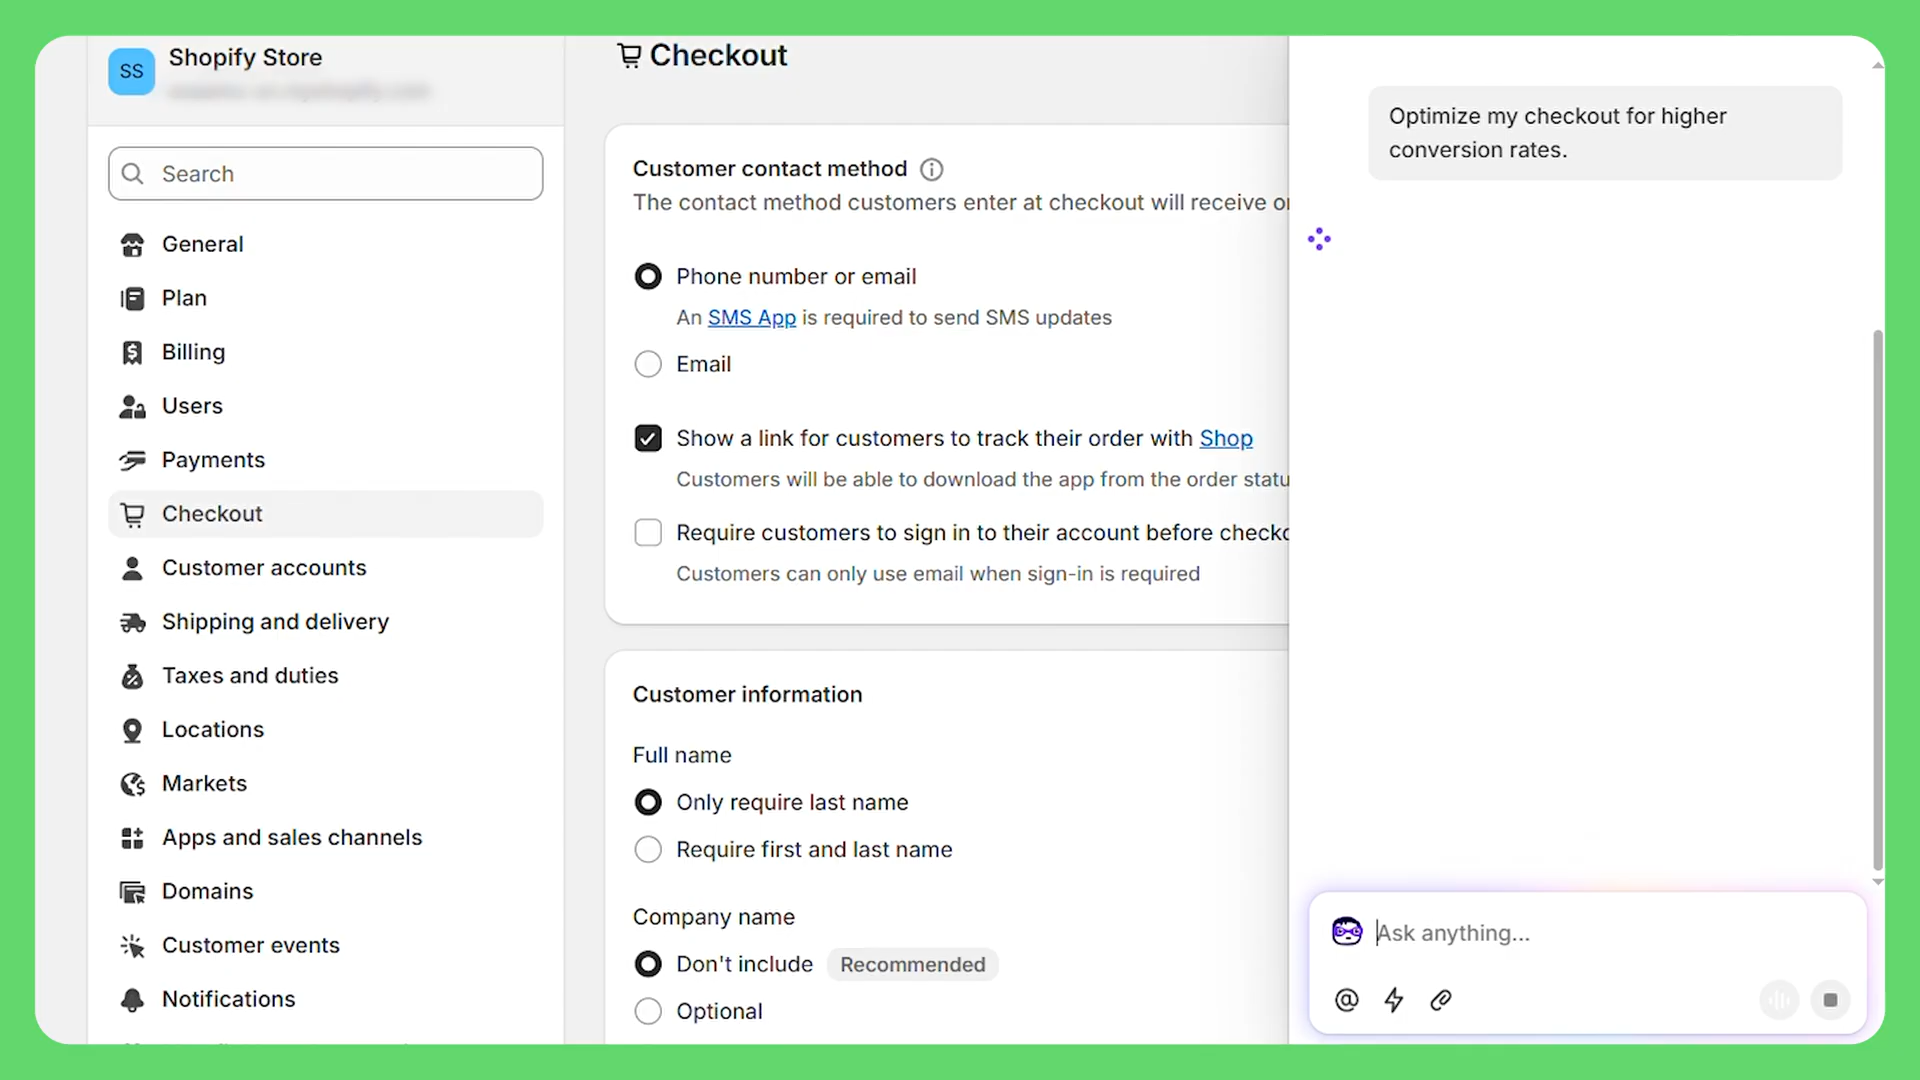 SS
Shopify Store
Search
General
Plan
Billing
Users
Payments
Checkout
Customer accounts
Shipping and delivery
Taxes and duties
Locations
Markets
Apps and sales channels
Domains
Customer events
Notifications
Checkout
Customer contact method
The contact method customers enter at checkout will receive
Phone number or email
An SMS App is required to send SMS updates
Email
Show a link for customers to track their order with Shop
Customers will be able to download the app from the order statu
Require customers to sign in to their account before checko
Customers can only use email when sign-in is required
Customer information
Full name
Only require last name
Require first and last name
Company name
Don't include Recommended
Optional
Optimize my checkout for higher
conversion rates.
Ask anything...